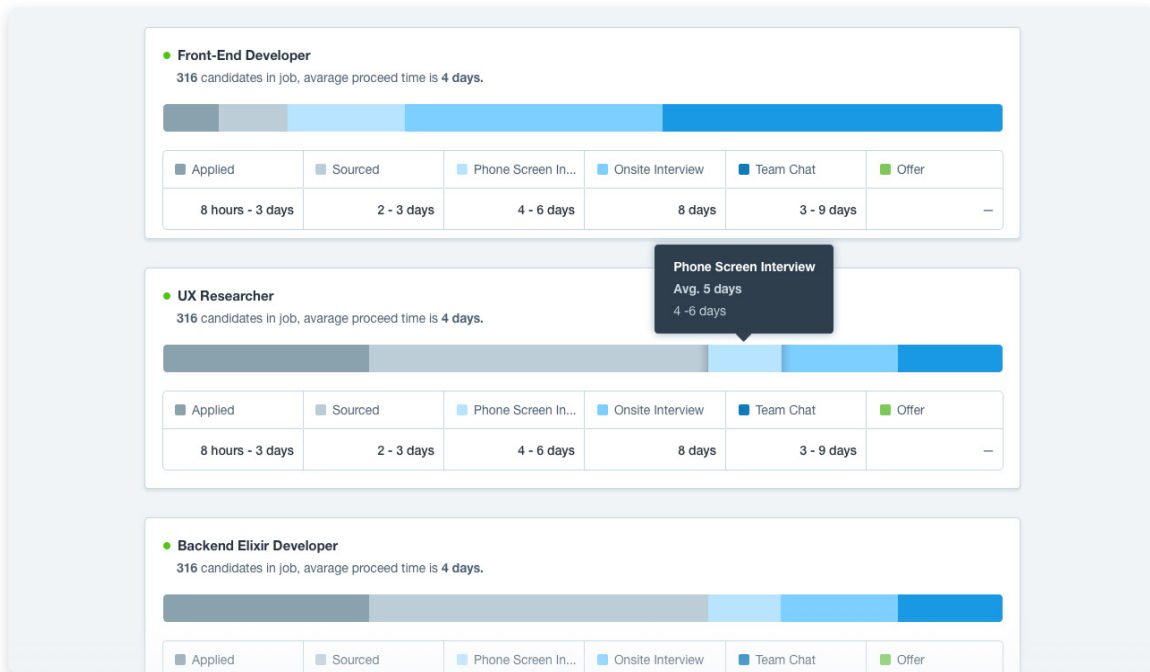 Front-End Developer
316 candidates in job, avarage proceed time is 4 days.
Applied Sourced Phone Screen In... Onsite Interview Team Chat Offer
8 hours - 3 days 2 - 3 days 4 - 6 days 8 days 3 - 9 days —
Phone Screen Interview
Avg. 5 days
4 -6 days
UX Researcher
316 candidates in job, avarage proceed time is 4 days.
Applied Sourced Phone Screen In... Onsite Interview Team Chat Offer
8 hours - 3 days 2 - 3 days 4 - 6 days 8 days 3 - 9 days —
Backend Elixir Developer
316 candidates in job, avarage proceed time is 4 days.
Applied Sourced Phone Screen In... Onsite Interview Team Chat Offer